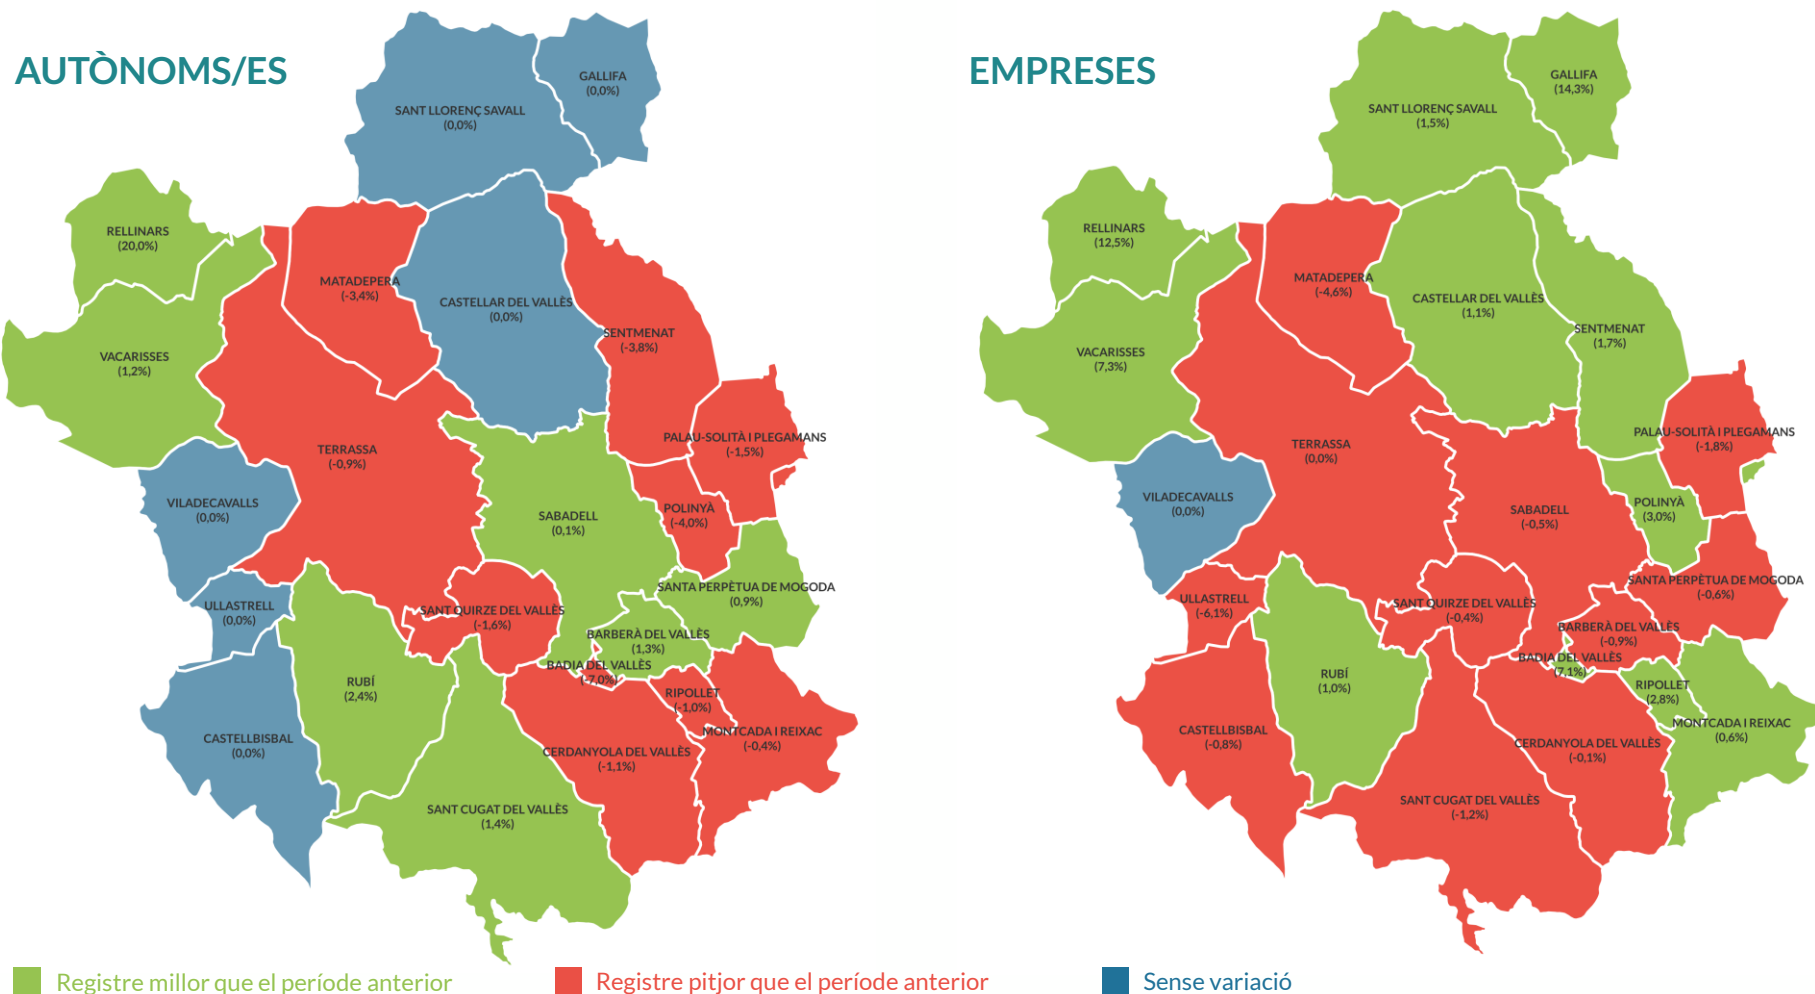 AUTÒNOMS/ES
GALLIFA
(0,0%)
SANT LLORENÇ SAVALL
(0,0%)
RELLINARS
(20,0%)
MATADEPERA
(-3,4%)
CASTELLAR DEL VALLÈS
(0,0%)
SENTMENAT
(-3,8%)
VACARISSES
(1,2%)
TERRASSA
(-0,9%)
PALAU-SOLITÀ I PLEGAMANS
(-1,5%)
VILADECAVALLS
(0,0%)
SABADELL
(0,1%)
POLINYÀ
(-4,0%)
SANTA PERPÈTUA DE MOGODA
(0,9%)
ULLASTRELL
(0,0%)
SANT QUIRZE DEL VALLÈS
(-1,6%)
BARBERÀ DEL VALLÈS
(1,3%)
BADIA DEL VALLÈS
(-7,0%)
RUBÍ
(2,4%)
RIPOLLET
(-1,0%)
MONTCADA I REIXAC
(-0,4%)
CASTELLBISBAL
(0,0%)
CERDANYOLA DEL VALLÈS
(-1,1%)
SANT CUGAT DEL VALLÈS
(1,4%)
EMPRESES
GALLIFA
(14,3%)
SANT LLORENÇ SAVALL
(1,5%)
RELLINARS
(12,5%)
MATADEPERA
(-4,6%)
CASTELLAR DEL VALLÈS
(1,1%)
SENTMENAT
(1,7%)
VACARISSES
(7,3%)
TERRASSA
(0,0%)
PALAU-SOLITÀ I PLEGAMANS
(-1,8%)
VILADECAVALLS
(0,0%)
SABADELL
(-0,5%)
POLINYÀ
(3,0%)
SANTA PERPÈTUA DE MOGODA
(-0,6%)
ULLASTRELL
(-6,1%)
SANT QUIRZE DEL VALLÈS
(-0,4%)
BARBERÀ DEL VALLÈS
(-0,9%)
BADIA DEL VALLÈS
(7,1%)
RUBÍ
(1,0%)
RIPOLLET
(2,8%)
MONTCADA I REIXAC
(0,6%)
CASTELLBISBAL
(-0,8%)
CERDANYOLA DEL VALLÈS
(-0,1%)
SANT CUGAT DEL VALLÈS
(-1,2%)
Registre millor que el període anterior
Registre pitjor que el període anterior
Sense variació